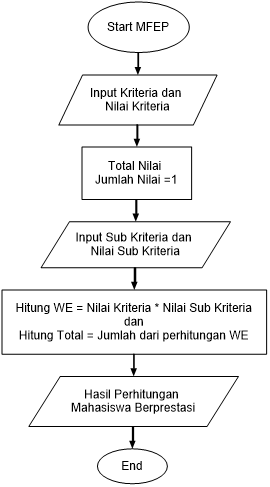 Start MFEP
Input Kriteria dan
Nilai Kriteria
Total Nilai
Jumlah Nilai =1
Input Sub Kriteria dan
Nilai Sub Kriteria
Hitung WE = Nilai Kriteria * Nilai Sub Kriteria
dan
Hitung Total = Jumlah dari perhitungan WE
Hasil Perhitungan
Mahasiswa Berprestasi
End